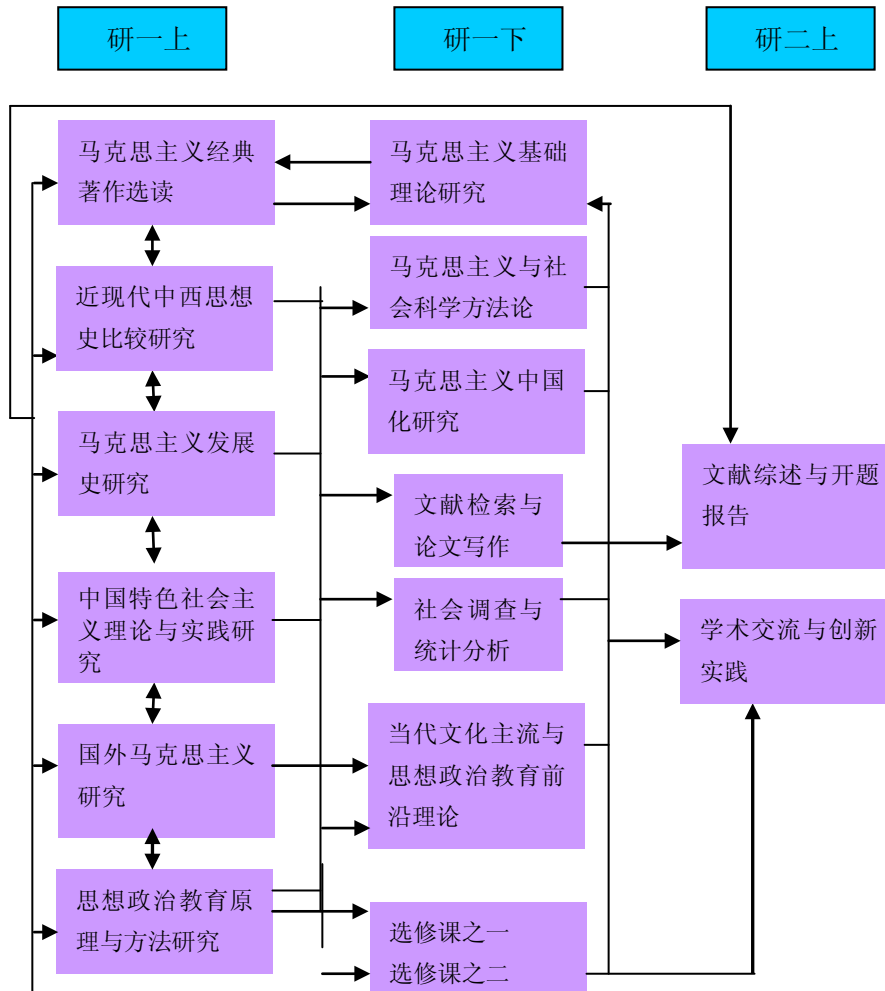 研一上
研一下
研二上
马克思主义经典
著作选读
近现代中西思想
史比较研究
马克思主义发展
史研究
中国特色社会主
义理论与实践研
究
国外马克思主义
研究
思想政治教育原
理与方法研究
马克思主义基础
理论研究
马克思主义与社
会科学方法论
马克思主义中国
化研究
文献检索与
论文写作
社会调查与
统计分析
当代文化主流与
思想政治教育前
沿理论
选修课之一
选修课之二
文献综述与开题
报告
学术交流与创新
实践